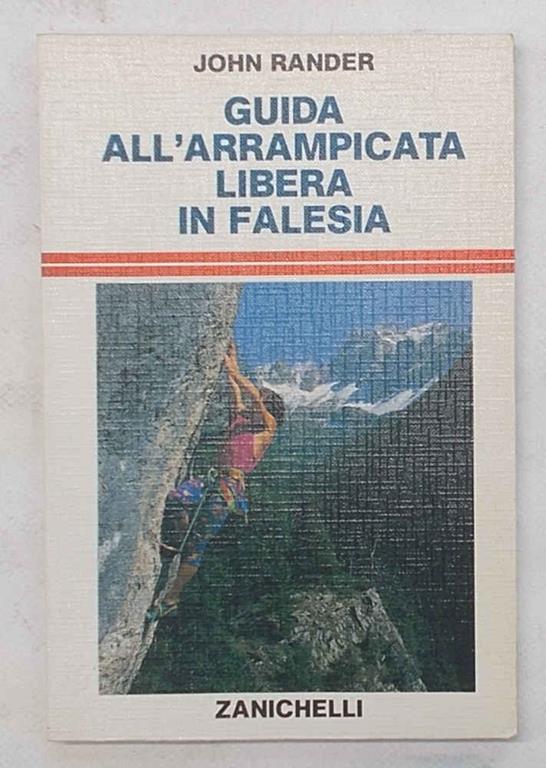 JOHN RANDER
GUIDA
ALL'ARRAMPICATA
LIBERA
IN FALESIA
ZANICHELLI